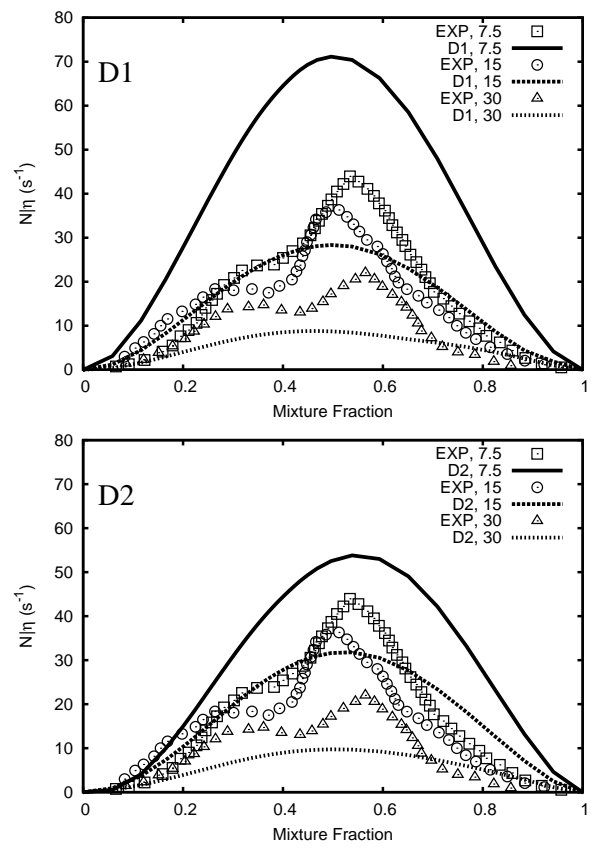 80
70
60
50
40
30
20
10
0
N|η (s⁻¹)
D1
EXP, 7.5
D1, 7.5
EXP, 15
D1, 15
EXP, 30
D1, 30
0 0.2 0.4 0.6 0.8 1
Mixture Fraction
80
70
60
50
40
30
20
10
0
N|η (s⁻¹)
D2
EXP, 7.5
D2, 7.5
EXP, 15
D2, 15
EXP, 30
D2, 30
0 0.2 0.4 0.6 0.8 1
Mixture Fraction